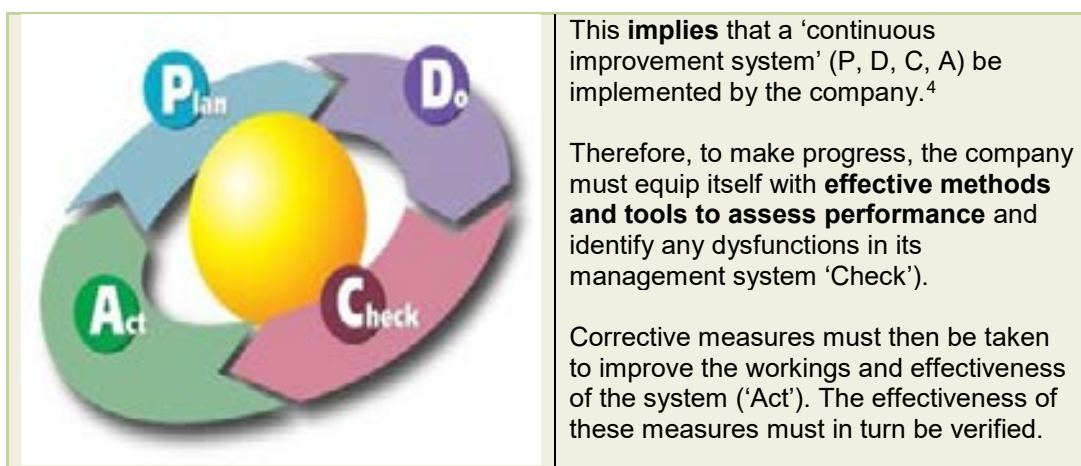 Plan
Do
Act
Check
This implies that a ‘continuous
improvement system’ (P, D, C, A) be
implemented by the company.⁴
Therefore, to make progress, the company
must equip itself with effective methods
and tools to assess performance and
identify any dysfunctions in its
management system ‘Check’).
Corrective measures must then be taken
to improve the workings and effectiveness
of the system (‘Act’). The effectiveness of
these measures must in turn be verified.